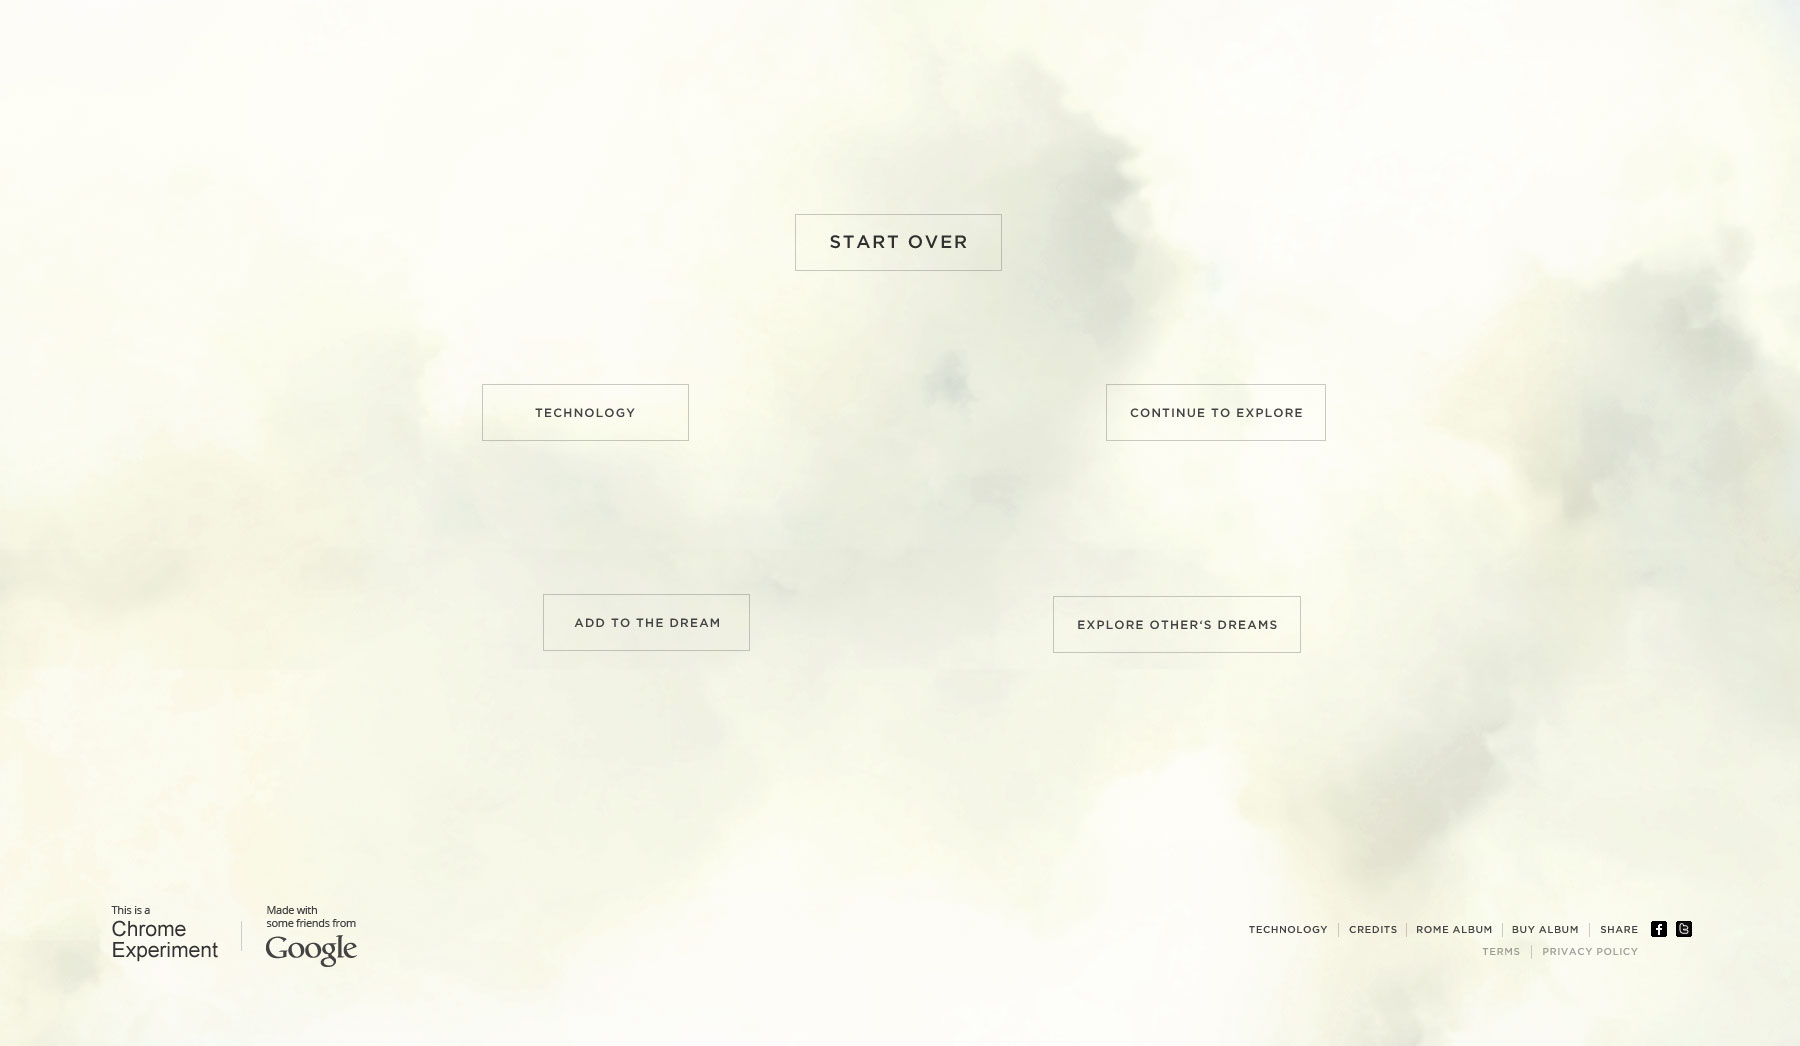 START OVER
TECHNOLOGY
CONTINUE TO EXPLORE
ADD TO THE DREAM
EXPLORE OTHER'S DREAMS
This is a
Chrome
Experiment
Made with
some friends from
Google
TECHNOLOGY
CREDITS
ROME ALBUM
BUY ALBUM
SHARE
TERMS
PRIVACY POLICY